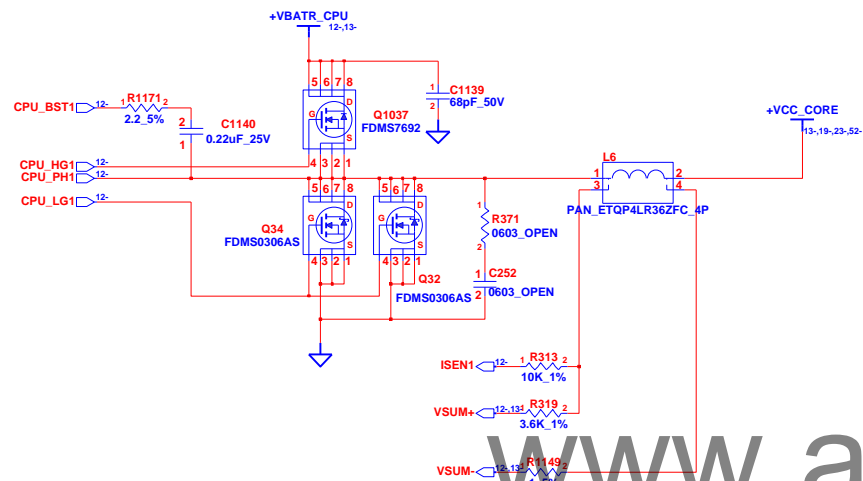 +VBATR_CPU
12-,13-
5 6 7 8
D
G
S
4 3 2 1
Q1037
FDMS7692
1
2
C1139
68pF_50V
CPU_BST1
12-
1
R1171
2
2.2_5%
2
1
C1140
0.22uF_25V
CPU_HG1
12-
CPU_PH1
12-
CPU_LG1
12-
+VCC_CORE
13-,19-,23-,52-
L6
1
2
3
4
PAN_ETQP4LR36ZFC_4P
5 6 7 8
D
G
S
4 3 2 1
Q34
FDMS0306AS
5 6 7 8
D
G
S
4 3 2 1
Q32
FDMS0306AS
1
2
R371
0603_OPEN
1
2
C252
0603_OPEN
ISEN1
12-
1
R313
2
10K_1%
VSUM+
12-,13-
1
R319
2
3.6K_1%
VSUM-
12-,13-
1
R1149
2
www.a